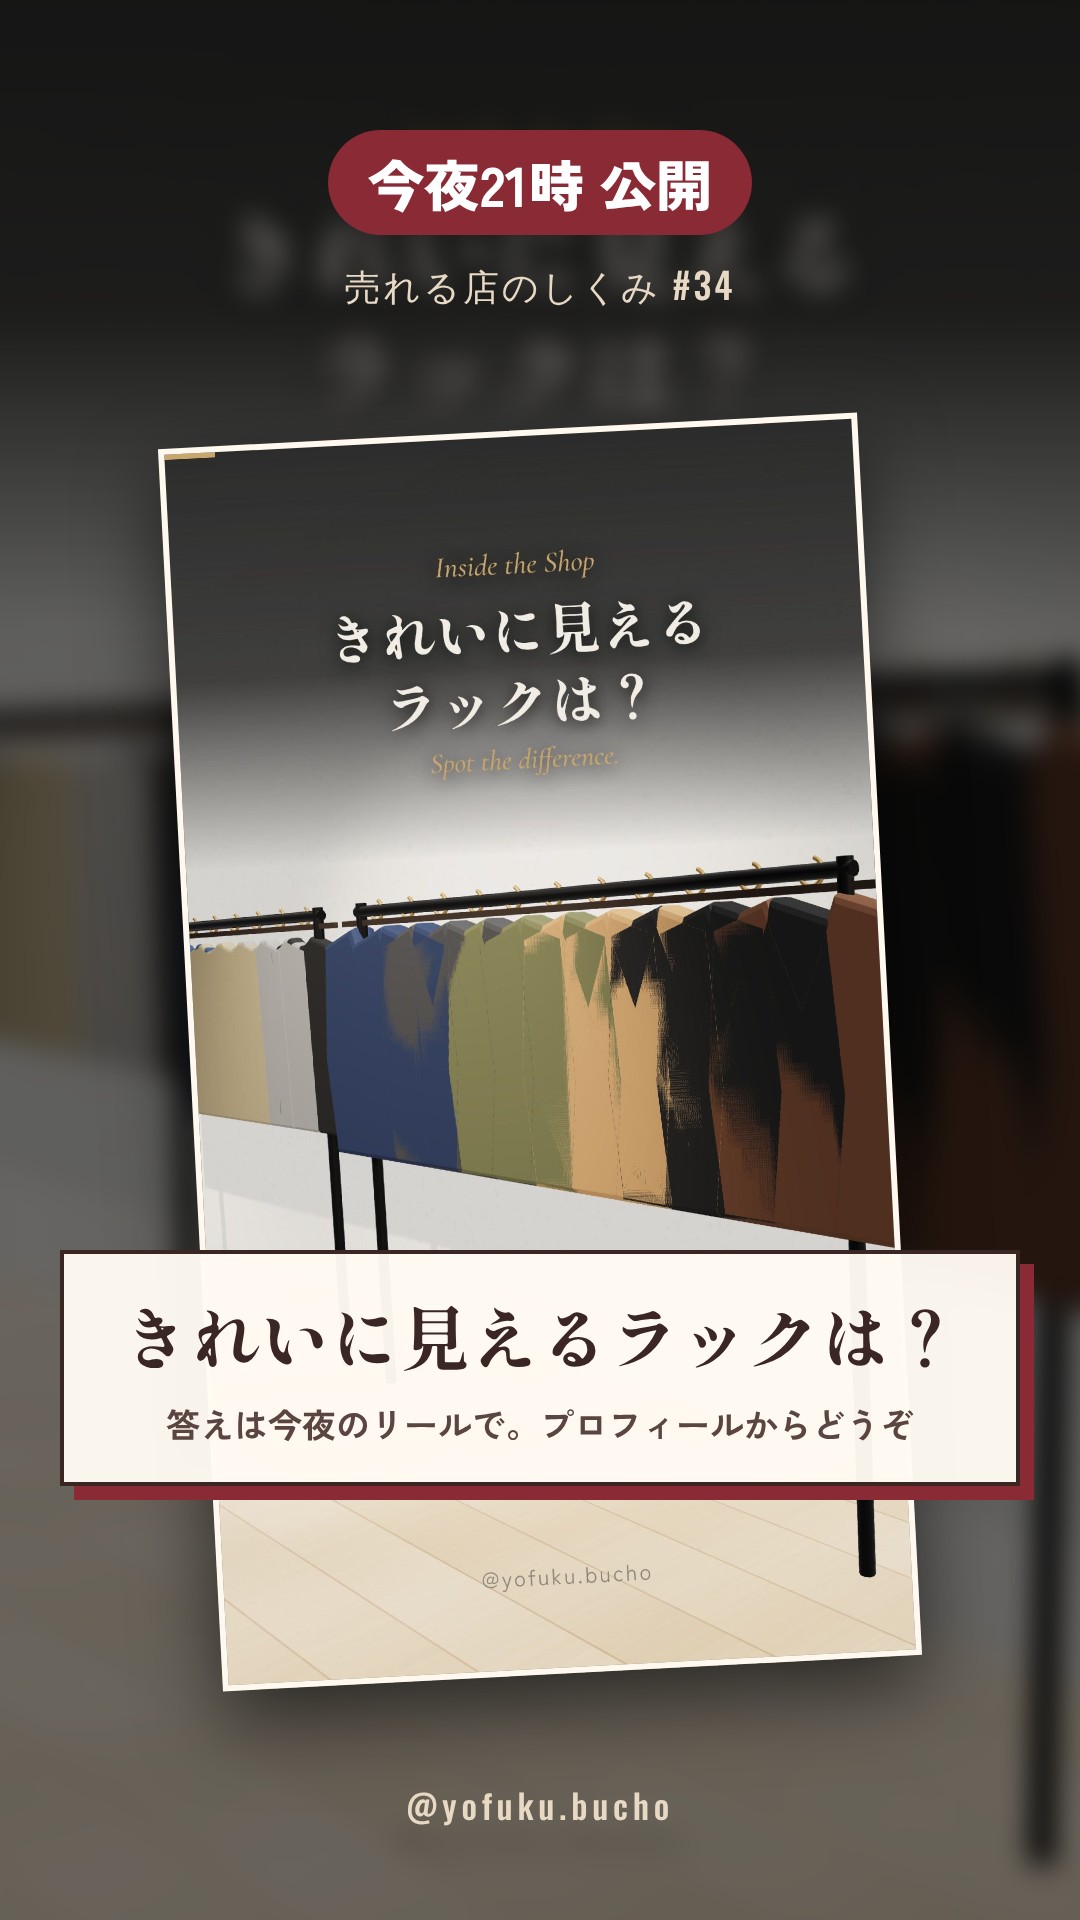 今夜21時 公開
売れる店のしくみ #34
Inside the Shop
きれいに見える
ラックは？
Spot the difference.
きれいに見えるラックは？
答えは今夜のリールで。プロフィールからどうぞ
@yofuku.bucho
@yofuku.bucho